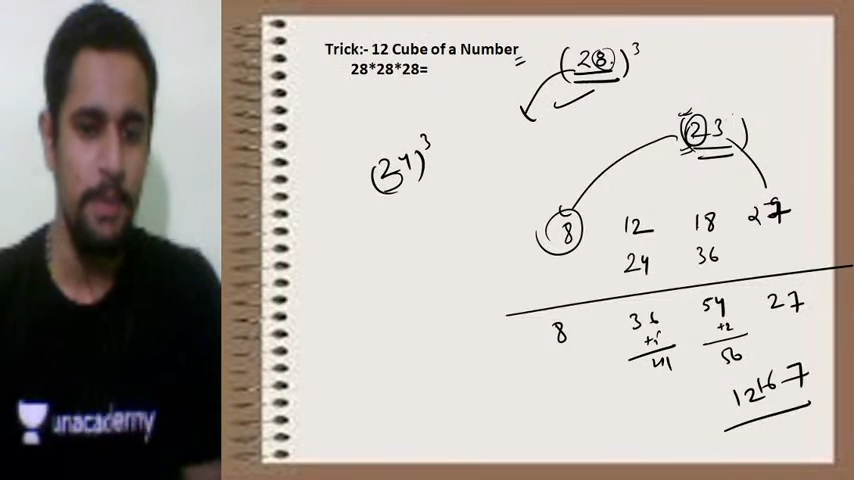 Trick:- 12 Cube of a Number
28*28*28=
= (28)³
(23)
(24)³
8 12 18 27
24 36
8 36 54 27
+5 +2
41 56
12167
unacademy